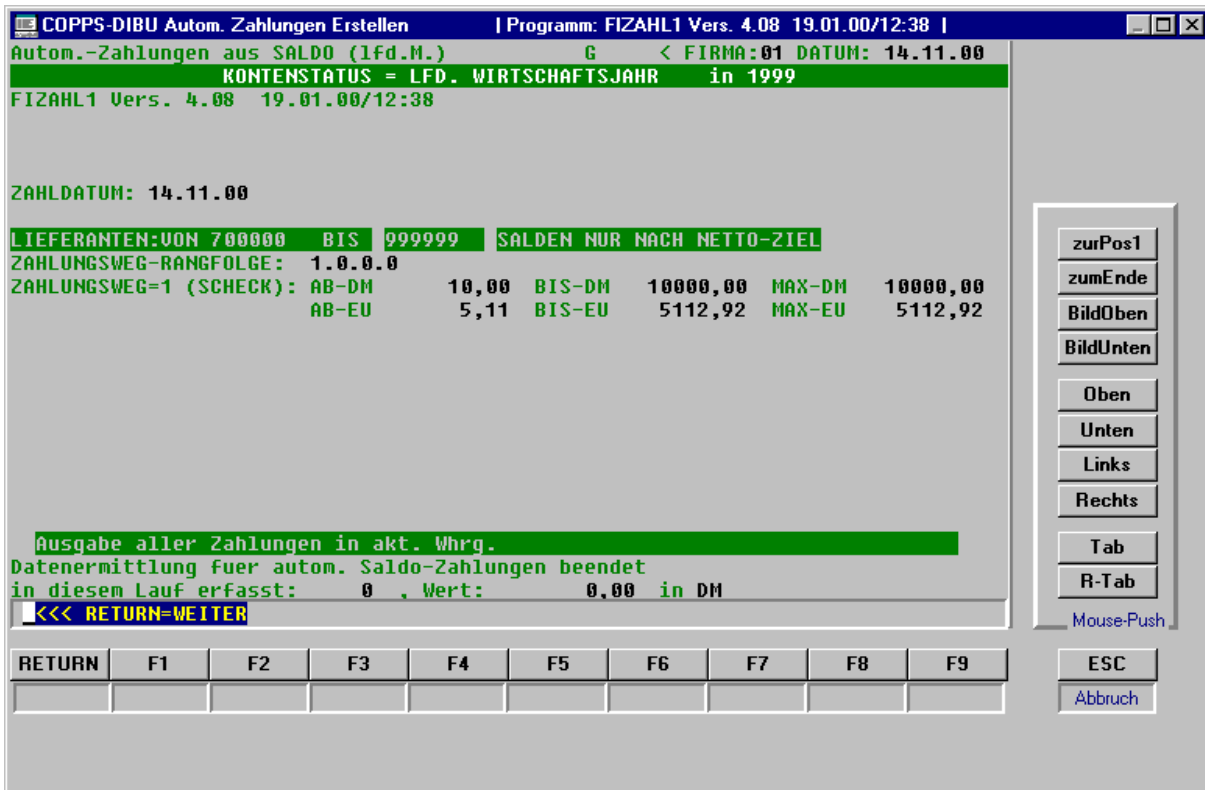 COPPS-DIBU Autom. Zahlungen Erstellen | Programm: FIZAHL1 Vers. 4.08 19.01.00/12:38 |
Autom.-Zahlungen aus SALDO (lfd.M.) G < FIRMA:01 DATUM: 14.11.00
KONTENSTATUS = LFD. WIRTSCHAFTSJAHR in 1999
FIZAHL1 Vers. 4.08 19.01.00/12:38
ZAHLDATUM: 14.11.00
LIEFERANTEN:VON 700000 BIS 999999 SALDEN NUR NACH NETTO-ZIEL
ZAHLUNGSWEG-RANGFOLGE: 1.0.0.0
ZAHLUNGSWEG=1 (SCHECK): AB-DM 10,00 BIS-DM 10000,00 MAX-DM 10000,00
AB-EU 5,11 BIS-EU 5112,92 MAX-EU 5112,92
Ausgabe aller Zahlungen in akt. Whrg.
Datenermittlung fuer autom. Saldo-Zahlungen beendet
in diesem Lauf erfasst: 0 , Wert: 0,00 in DM
<<< RETURN=WEITER
RETURN F1 F2 F3 F4 F5 F6 F7 F8 F9
zurPos1
zumEnde
BildOben
BildUnten
Oben
Unten
Links
Rechts
Tab
R-Tab
Mouse-Push
ESC
Abbruch